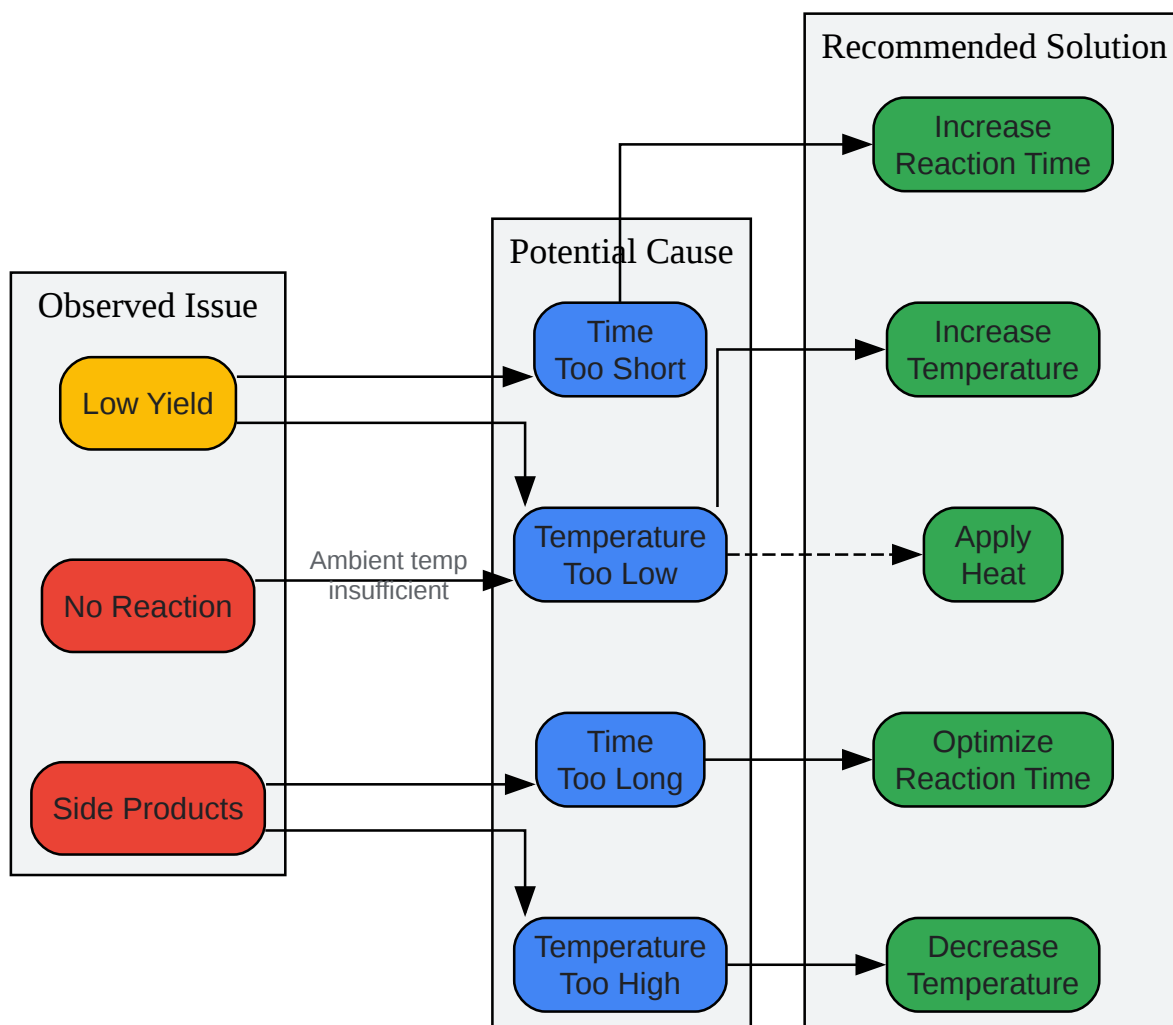 Observed Issue
Low Yield
No Reaction
Side Products
Ambient temp
insufficient
Potential Cause
Time
Too Short
Temperature
Too Low
Time
Too Long
Temperature
Too High
Recommended Solution
Increase
Reaction Time
Increase
Temperature
Apply
Heat
Optimize
Reaction Time
Decrease
Temperature